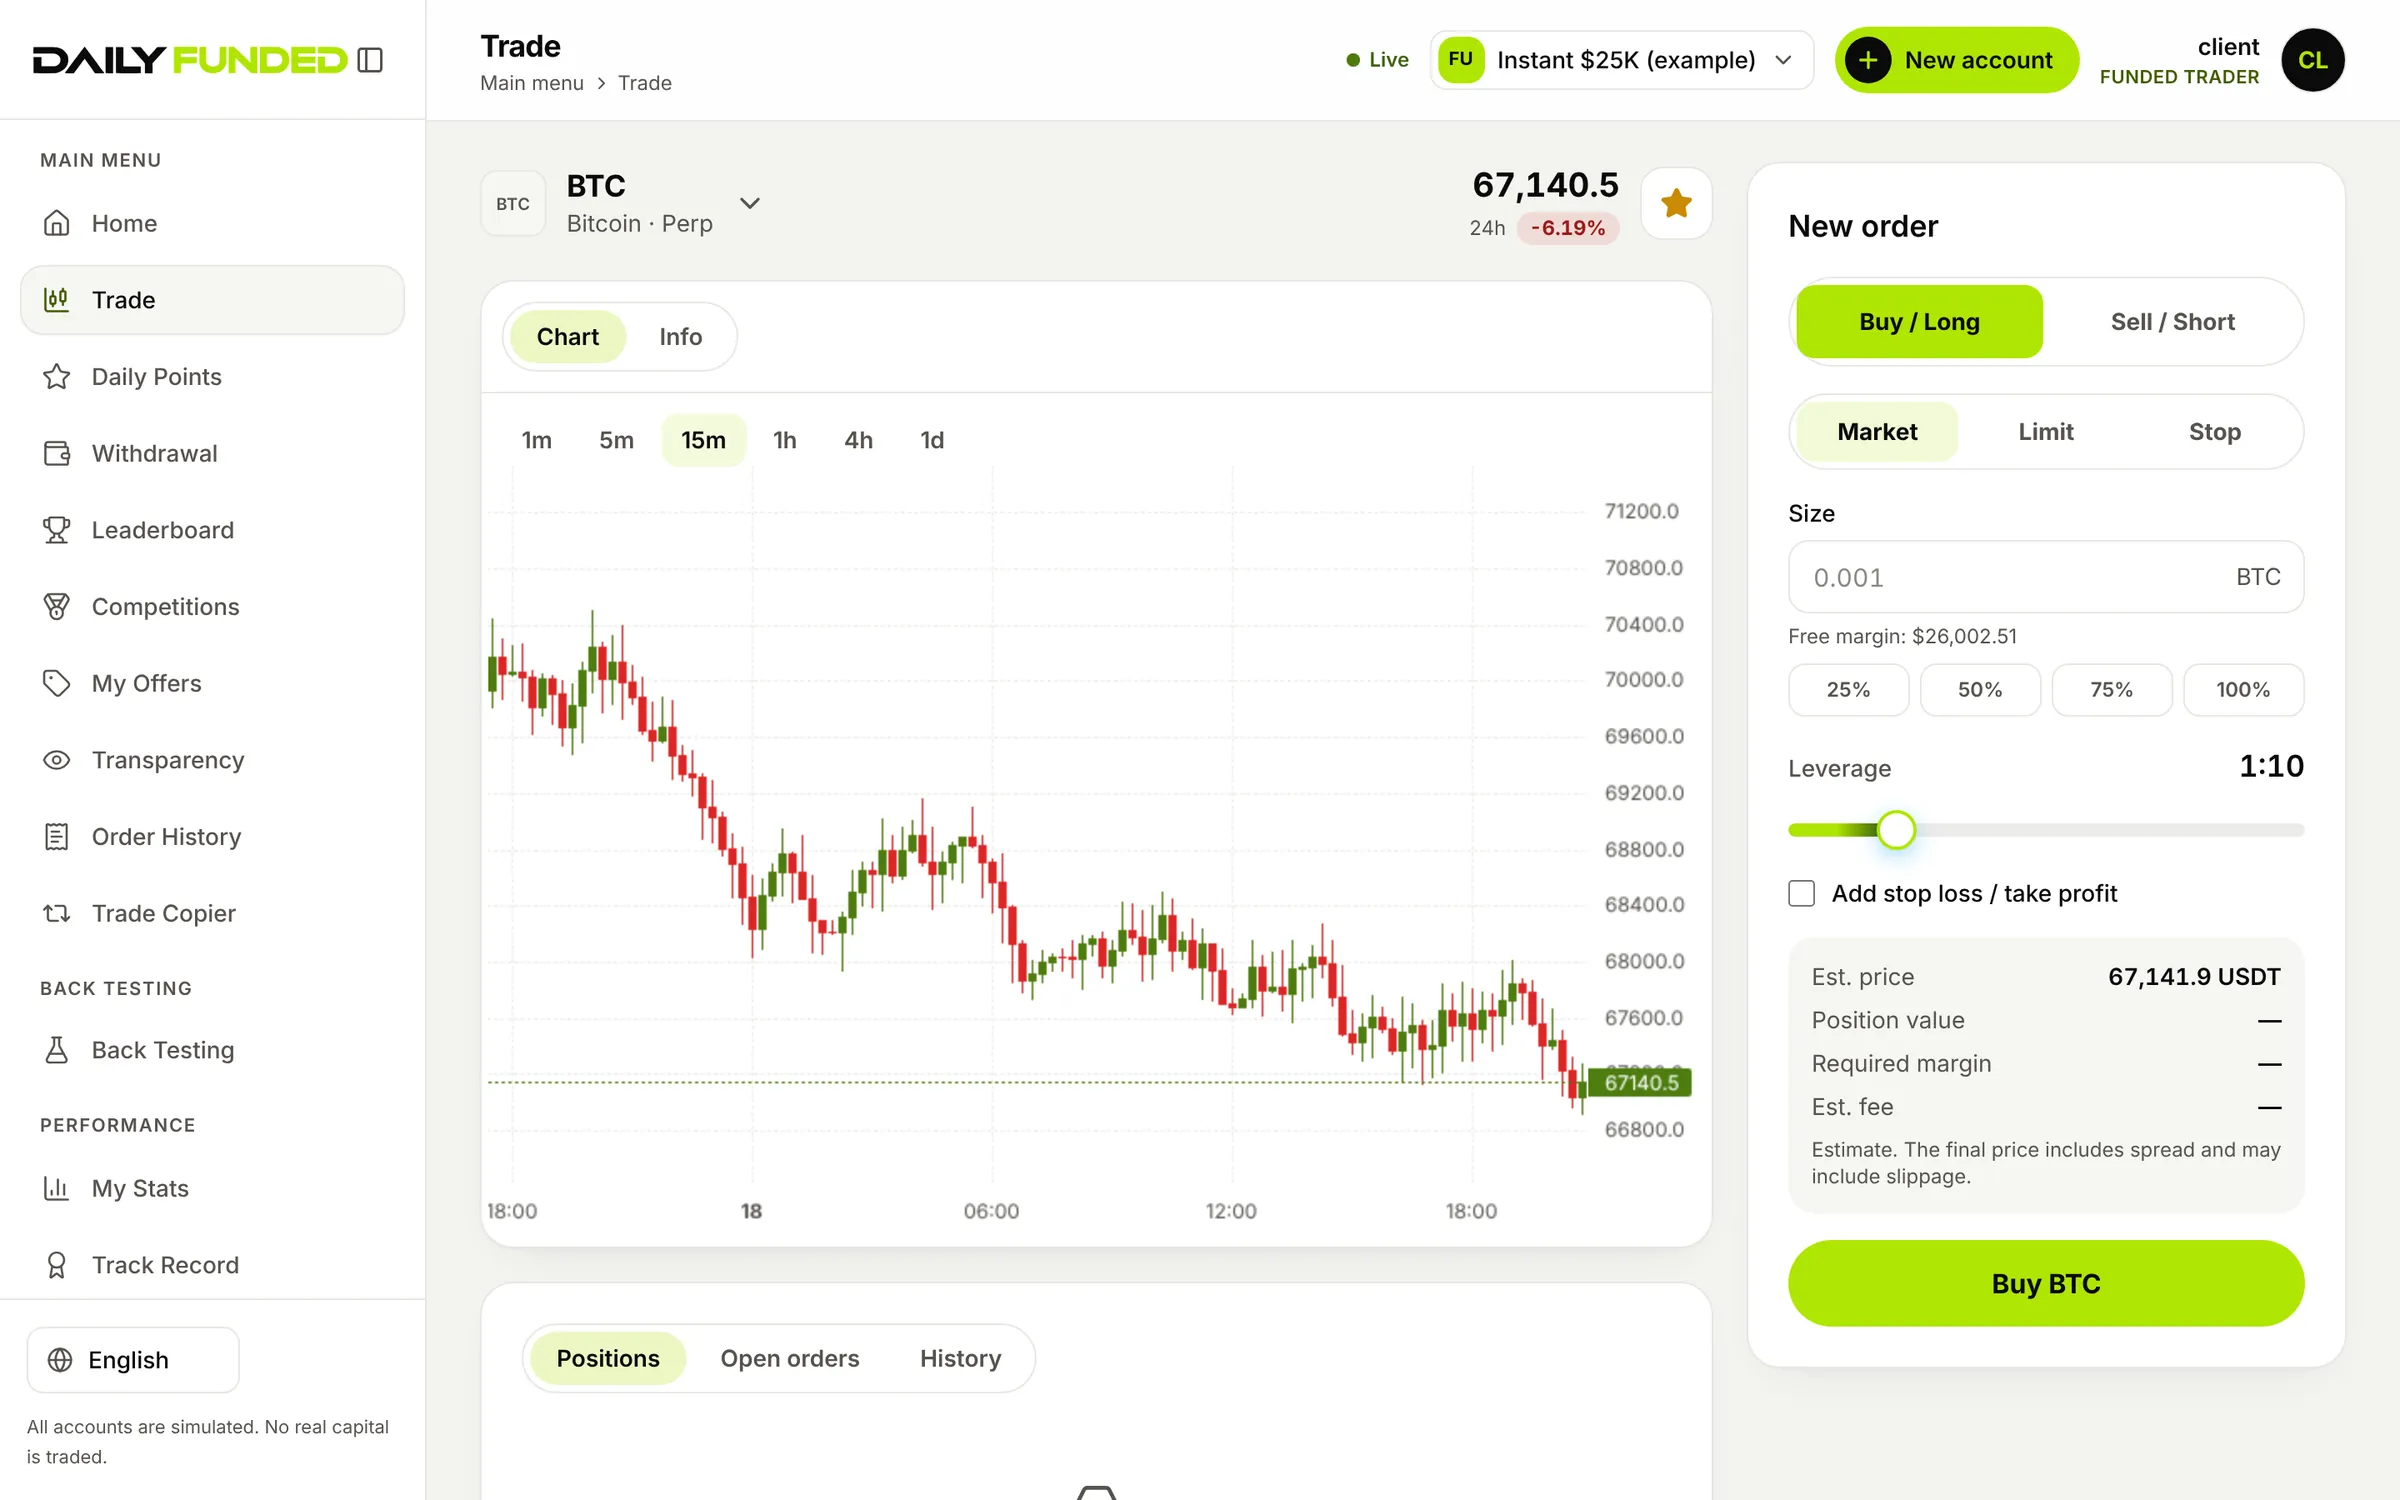 DAILY FUNDED
MAIN MENU
Home
Trade
Daily Points
Withdrawal
Leaderboard
Competitions
My Offers
Transparency
Order History
Trade Copier
BACK TESTING
Back Testing
PERFORMANCE
My Stats
Track Record
English
All accounts are simulated. No real capital
is traded.
Trade
Main menu > Trade
Live
FU Instant $25K (example)
+ New account
client
FUNDED TRADER
CL
BTC
BTC
Bitcoin · Perp
67,140.5
24h -6.19%
Chart Info
1m 5m 15m 1h 4h 1d
71200.0
70800.0
70400.0
70000.0
69600.0
69200.0
68800.0
68400.0
68000.0
67600.0
67140.5
66800.0
18:00 18 06:00 12:00 18:00
Positions Open orders History
New order
Buy / Long Sell / Short
Market Limit Stop
Size
0.001 BTC
Free margin: $26,002.51
25% 50% 75% 100%
Leverage 1:10
Add stop loss / take profit
Est. price 67,141.9 USDT
Position value —
Required margin —
Est. fee —
Estimate. The final price includes spread and may
include slippage.
Buy BTC